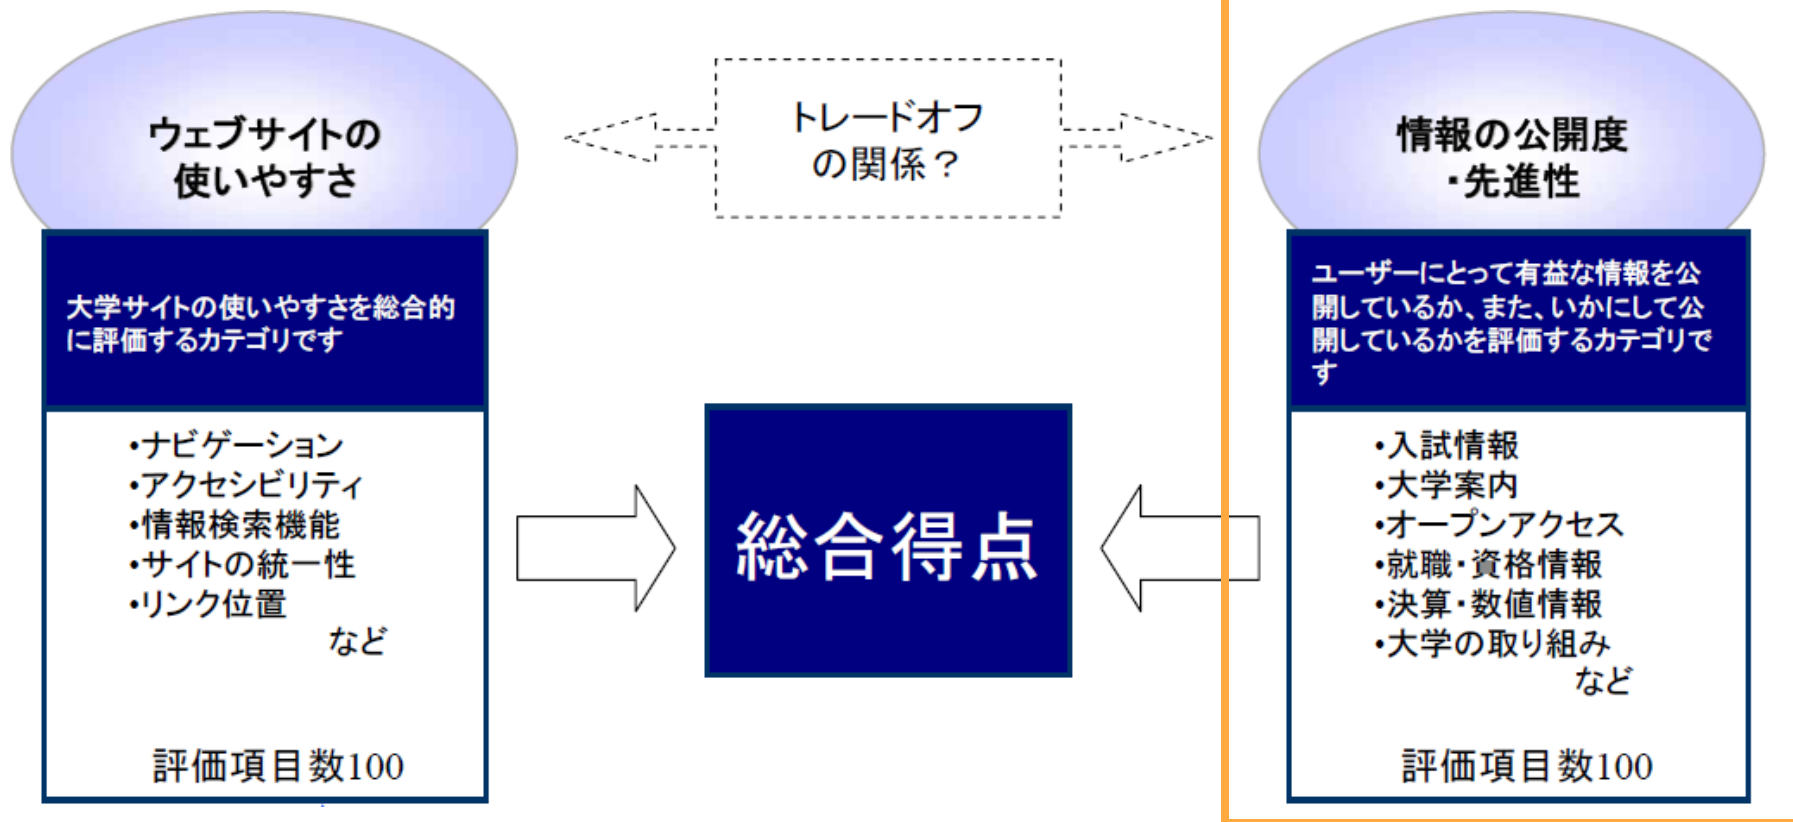 ウェブサイトの
使いやすさ
大学サイトの使いやすさを総合的
に評価するカテゴリです
・ナビゲーション
・アクセシビリティ
・情報検索機能
・サイトの統一性
・リンク位置
など
評価項目数100
トレードオフ
の関係？
総合得点
情報の公開度
・先進性
ユーザーにとって有益な情報を公
開しているか、また、いかにして公
開しているかを評価するカテゴリで
す
・入試情報
・大学案内
・オープンアクセス
・就職・資格情報
・決算・数値情報
・大学の取り組み
など
評価項目数100